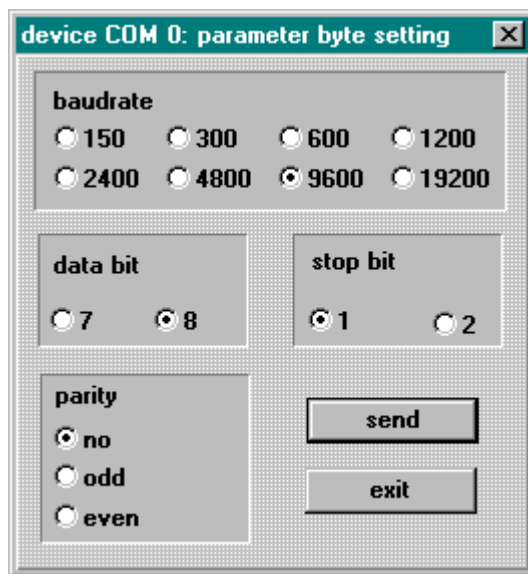 device COM 0: parameter byte setting
baudrate
150 300 600 1200
2400 4800 9600 19200
data bit
7 8
stop bit
1 2
parity
no
odd
even
send
exit